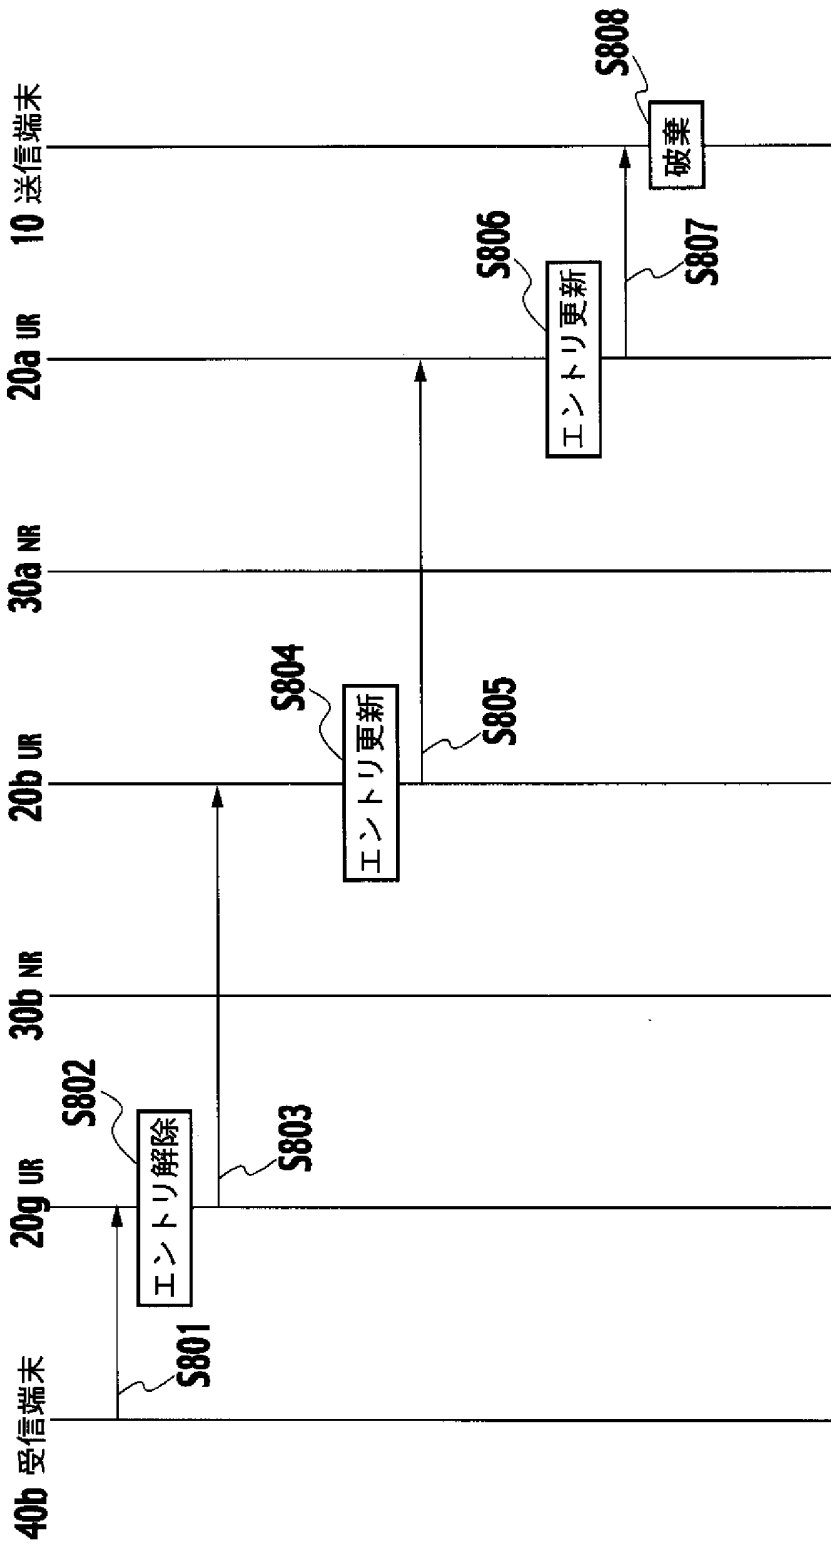 40b 受信端末
20g UR
30b NR
20b UR
30a NR
20a UR
10 送信端末
S801
エントリ解除
S802
S803
エントリ更新
S804
S805
エントリ更新
S806
S807
破棄
S808